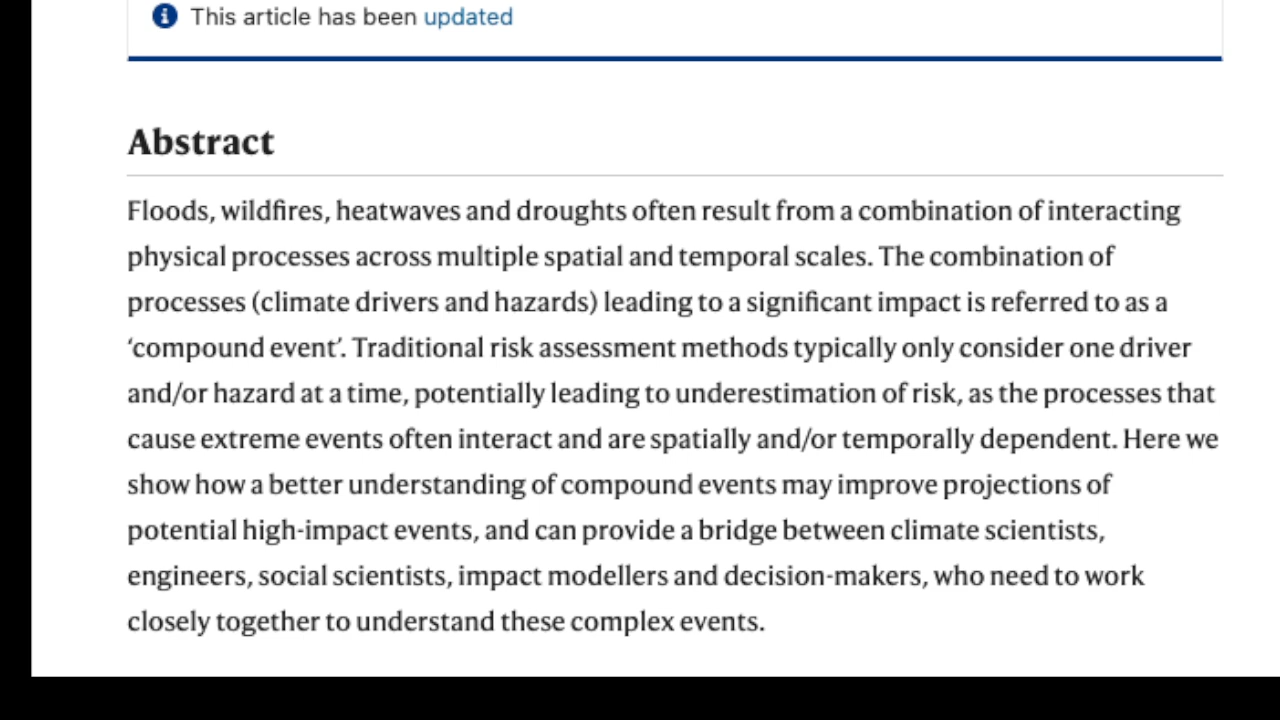 This article has been updated
Abstract
Floods, wildfires, heatwaves and droughts often result from a combination of interacting
physical processes across multiple spatial and temporal scales. The combination of
processes (climate drivers and hazards) leading to a significant impact is referred to as a
‘compound event’. Traditional risk assessment methods typically only consider one driver
and/or hazard at a time, potentially leading to underestimation of risk, as the processes that
cause extreme events often interact and are spatially and/or temporally dependent. Here we
show how a better understanding of compound events may improve projections of
potential high-impact events, and can provide a bridge between climate scientists,
engineers, social scientists, impact modellers and decision-makers, who need to work
closely together to understand these complex events.